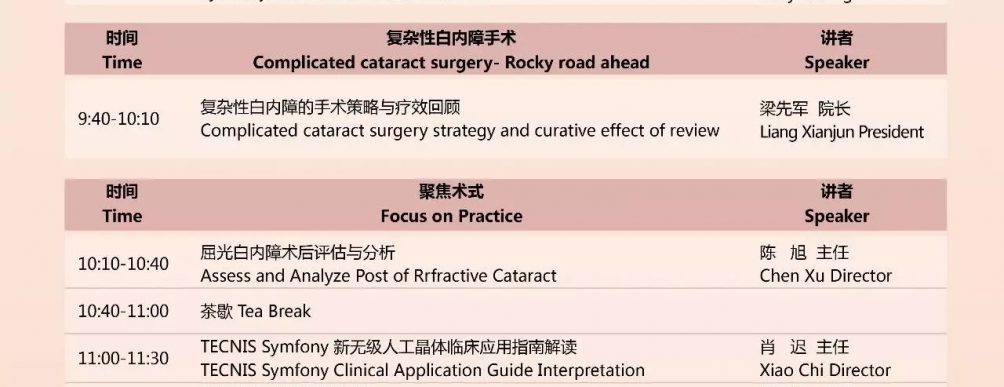 时间 复杂性白内障手术 讲者
Time Complicated cataract surgery- Rocky road ahead Speaker
9:40-10:10
复杂性白内障的手术策略与疗效回顾 梁先军 院长
Complicated cataract surgery strategy and curative effect of review Liang Xianjun President
时间 聚焦术式 讲者
Time Focus on Practice Speaker
10:10-10:40
屈光白内障术后评估与分析 陈 旭 主任
Assess and Analyze Post of Rrfractive Cataract Chen Xu Director
10:40-11:00 茶歇 Tea Break
11:00-11:30
TECNIS Symfony 新无级人工晶体临床应用指南解读 肖 迟 主任
TECNIS Symfony Clinical Application Guide Interpretation Xiao Chi Director